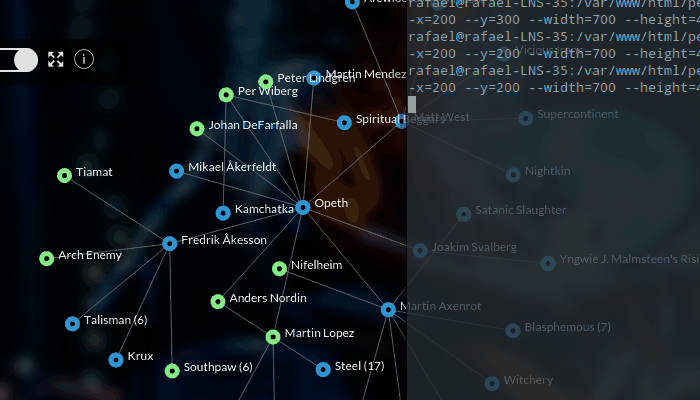 rafael@rafael-LNS-35:/var/www/html/pe
-x=200 --y=300 --width=700 --height=4
rafael@rafael-LNS-35:/var/www/html/pe
-x=200 --y=200 --width=700 --height=4
rafael@rafael-LNS-35:/var/www/html/pe
-x=200 --y=200 --width=700 --height=4
Martin Mendez
Peter Lindgren
Per Wiberg
Spiritual Beggars
Matt West
Supercontinent
Johan DeFarfalla
Mikael Åkerfeldt
Nightkin
Tiamat
Opeth
Kamchatka
Satanic Slaughter
Fredrik Åkesson
Joakim Svalberg
Arch Enemy
Nifelheim
Yngwie J. Malmsteen's Risi
Anders Nordin
Martin Axenrot
Talisman (6)
Blasphemous (7)
Martin Lopez
Krux
Southpaw (6)
Steel (17)
Witchery